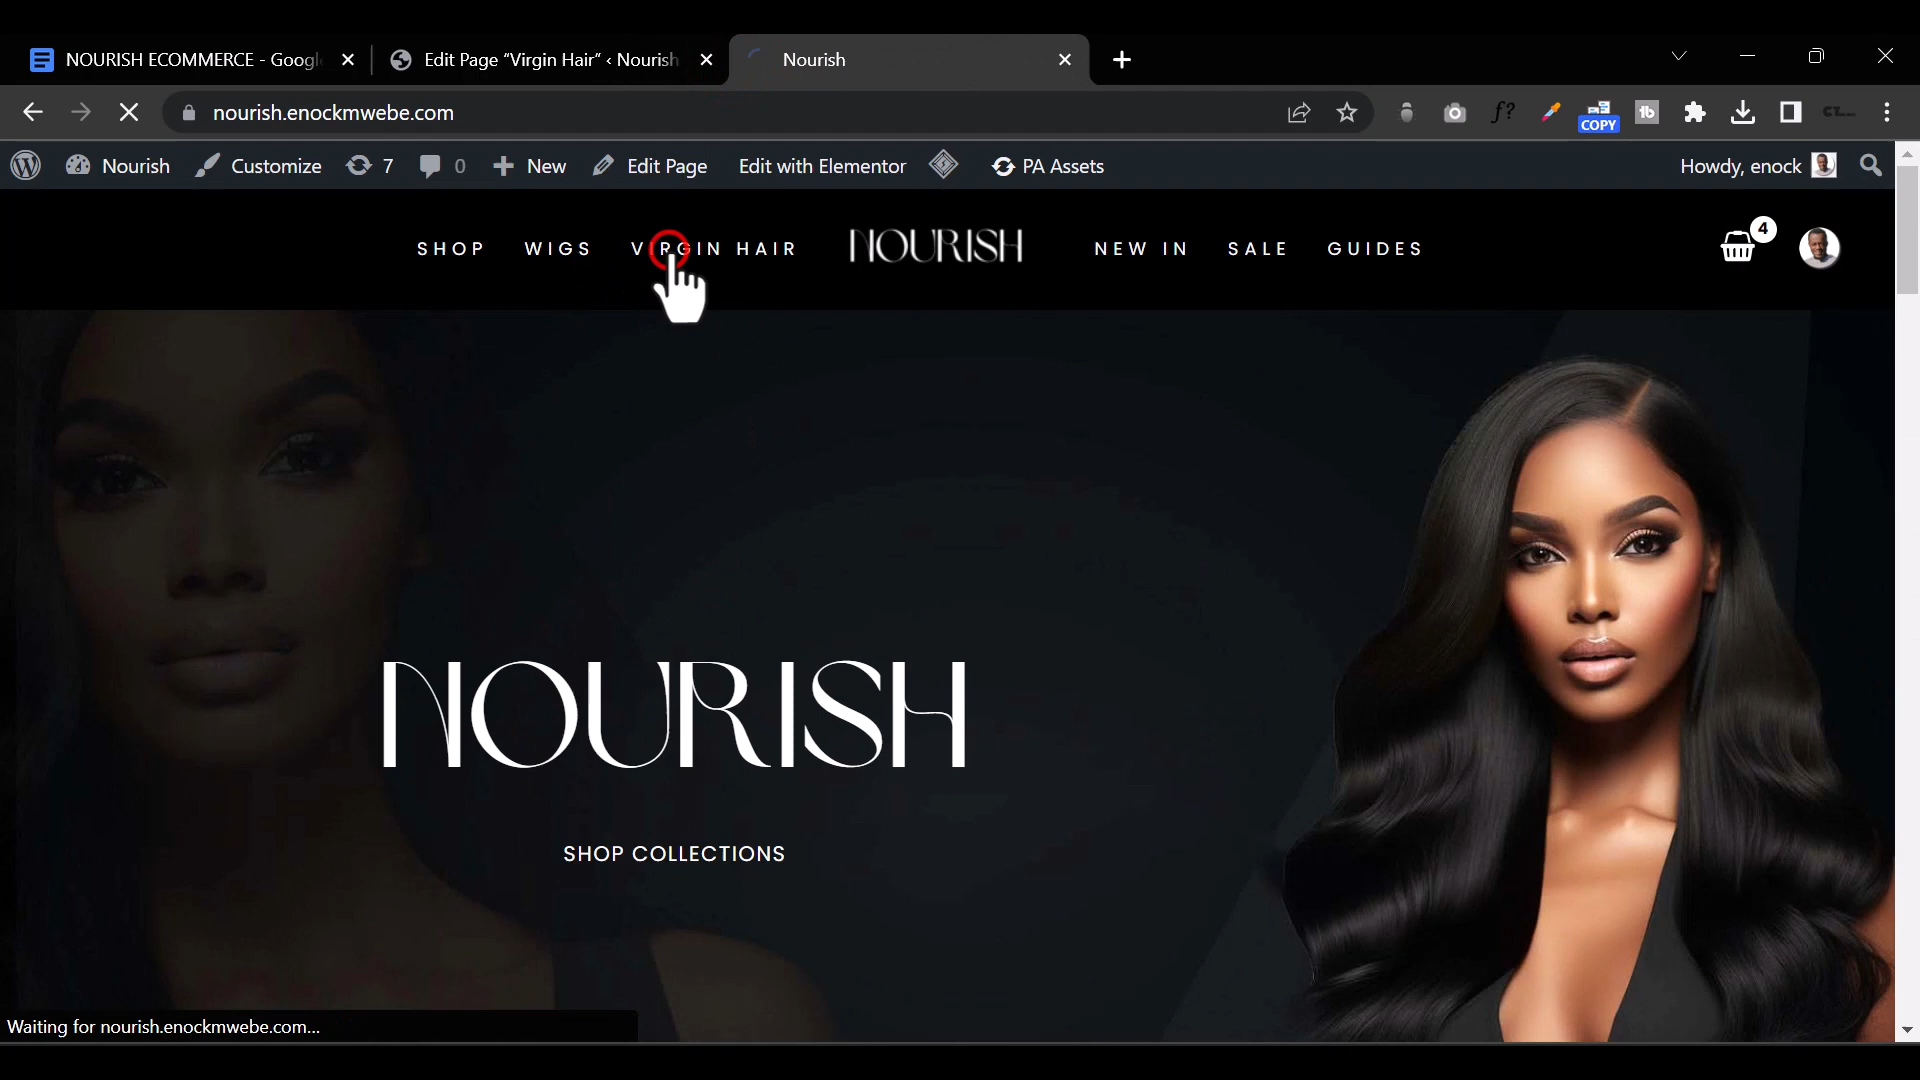 NOURISH ECOMMERCE - Googl
Edit Page “Virgin Hair” ‹ Nourish
Nourish
nourish.enockmwebe.com
f?
tb
COPY
Nourish
Customize
7
0
New
Edit Page
Edit with Elementor
PA Assets
Howdy, enock
SHOP
WIGS
VIRGIN HAIR
NOURISH
NEW IN
SALE
GUIDES
4
NOURISH
SHOP COLLECTIONS
Waiting for nourish.enockmwebe.com...